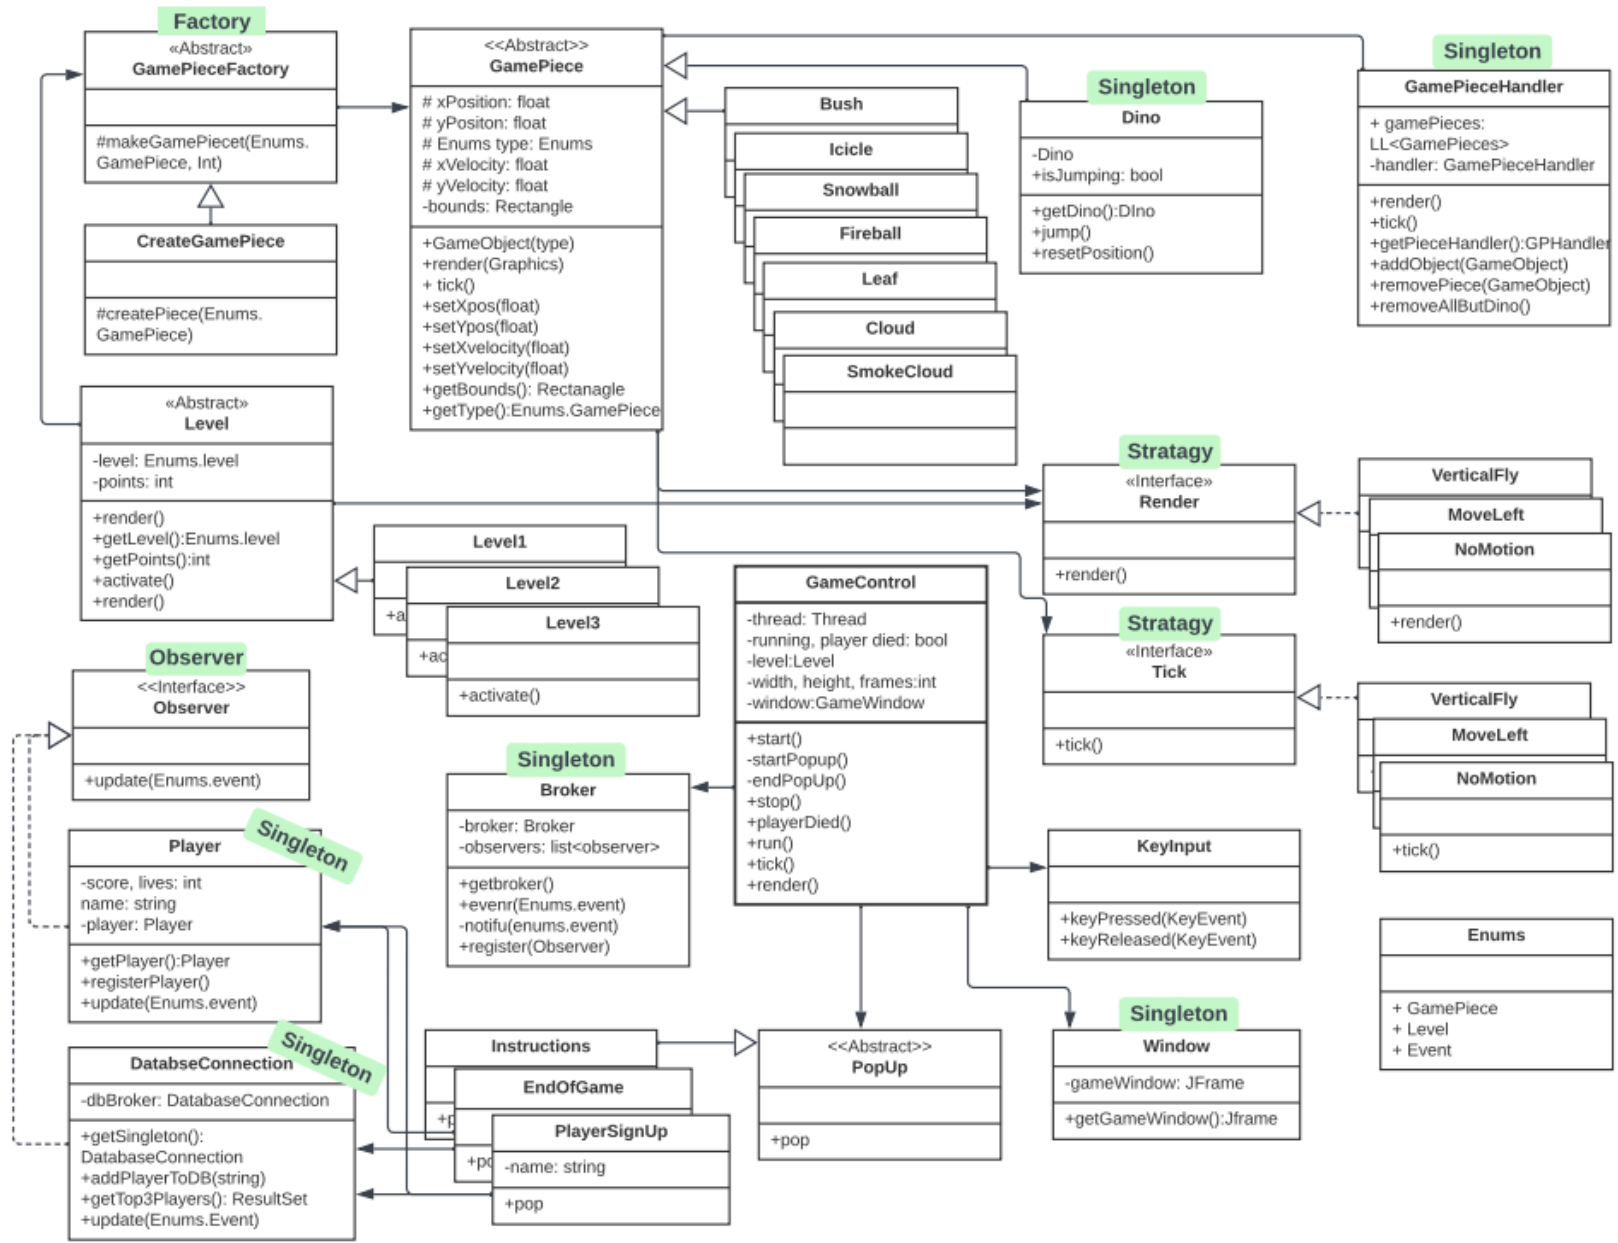 Factory
«Abstract»
GamePieceFactory
#makeGamePiecet(Enums.
GamePiece, Int)
CreateGamePiece
#createPiece(Enums.
GamePiece)
<<Abstract>>
GamePiece
# xPosition: float
# yPositon: float
# Enums type: Enums
# xVelocity: float
# yVelocity: float
-bounds: Rectangle
+GameObject(type)
+render(Graphics)
+ tick()
+setXpos(float)
+setYpos(float)
+setXvelocity(float)
+setYvelocity(float)
+getBounds(): Rectanagle
+getType():Enums.GamePiece
Bush
Icicle
Snowball
Fireball
Leaf
Cloud
SmokeCloud
Singleton
Dino
-Dino
+isJumping: bool
+getDino():DIno
+jump()
+resetPosition()
Singleton
GamePieceHandler
+ gamePieces:
LL<GamePieces>
-handler: GamePieceHandler
+render()
+tick()
+getPieceHandler():GPHandler
+addObject(GameObject)
+removePiece(GameObject)
+removeAllButDino()
«Abstract»
Level
-level: Enums.level
-points: int
+render()
+getLevel():Enums.level
+getPoints():int
+activate()
+render()
Level1
+a
Level2
+ac
Level3
+activate()
Stratagy
«Interface»
Render
+render()
VerticalFly
MoveLeft
NoMotion
+render()
Stratagy
«Interface»
Tick
+tick()
VerticalFly
MoveLeft
NoMotion
+tick()
GameControl
-thread: Thread
-running, player died: bool
-level:Level
-width, height, frames:int
-window:GameWindow
+start()
-startPopup()
-endPopUp()
+stop()
+playerDied()
+run()
+tick()
+render()
Observer
<<Interface>>
Observer
+update(Enums.event)
Singleton
Player
-score, lives: int
name: string
-player: Player
+getPlayer():Player
+registerPlayer()
+update(Enums.event)
Singleton
Broker
-broker: Broker
-observers: list<observer>
+getbroker()
+evenr(Enums.event)
-notifu(enums.event)
+register(Observer)
KeyInput
+keyPressed(KeyEvent)
+keyReleased(KeyEvent)
Enums
+ GamePiece
+ Level
+ Event
Singleton
DatabseConnection
-dbBroker: DatabaseConnection
+getSingleton():
DatabaseConnection
+addPlayerToDB(string)
+getTop3Players(): ResultSet
+update(Enums.Event)
Instructions
+p
EndOfGame
+po
PlayerSignUp
-name: string
+pop
<<Abstract>>
PopUp
+pop
Singleton
Window
-gameWindow: JFrame
+getGameWindow():Jframe